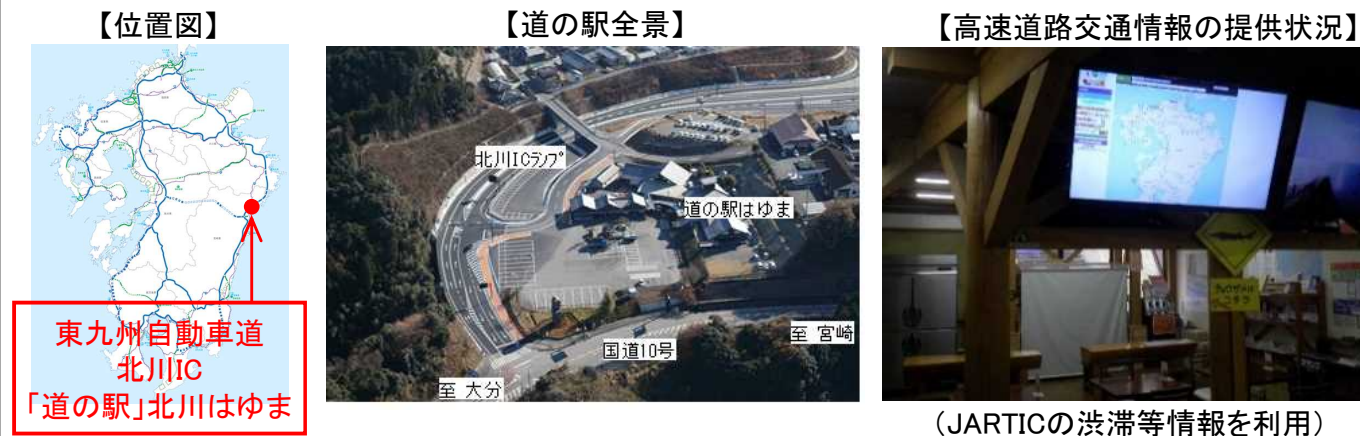 【位置図】
東九州自動車道
北川IC
「道の駅」北川はゆま
【道の駅全景】
北川ICランプ
道の駅はゆま
国道10号
至 宮崎
至 大分
【高速道路交通情報の提供状況】
（JARTICの渋滞等情報を利用）